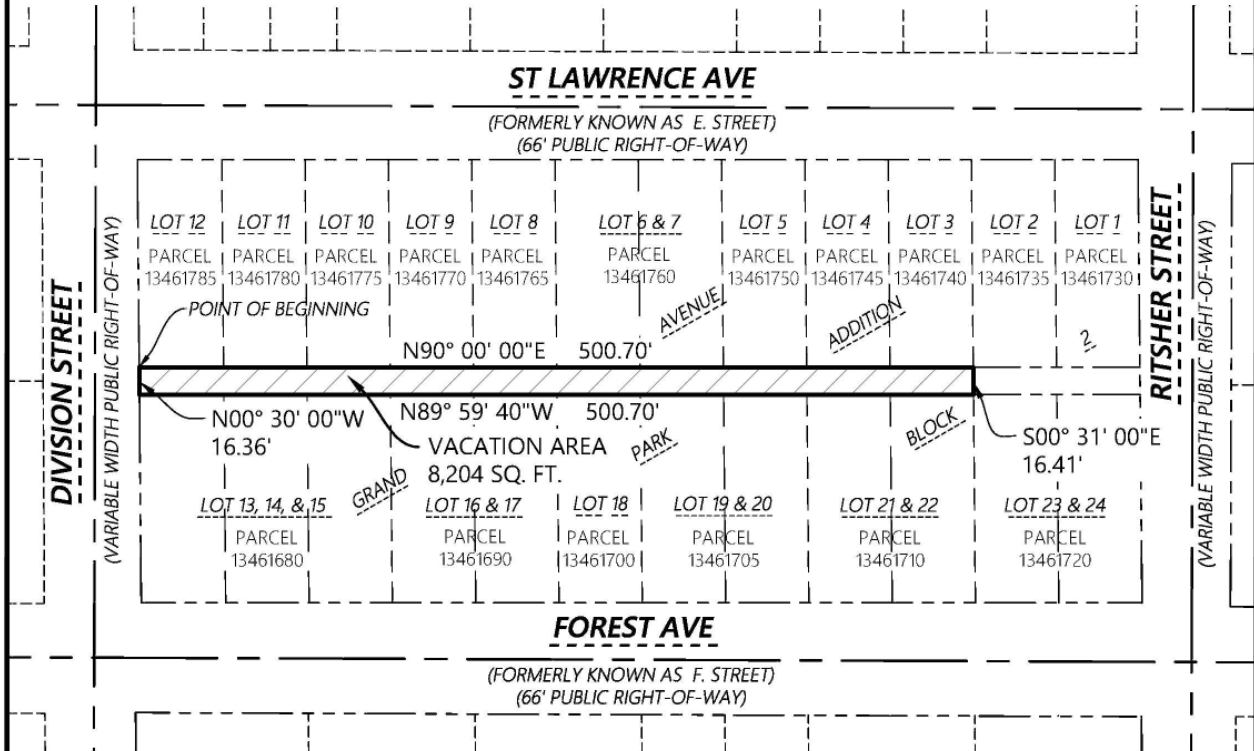 ST LAWRENCE AVE
(FORMERLY KNOWN AS E. STREET)
(66' PUBLIC RIGHT-OF-WAY)
DIVISION STREET
(VARIABLE WIDTH PUBLIC RIGHT-OF-WAY)
LOT 12
PARCEL
13461785
LOT 11
PARCEL
13461780
LOT 10
PARCEL
13461775
LOT 9
PARCEL
13461770
LOT 8
PARCEL
13461765
LOT 6 & 7
PARCEL
13461760
LOT 5
PARCEL
13461750
LOT 4
PARCEL
13461745
LOT 3
PARCEL
13461740
LOT 2
PARCEL
13461735
LOT 1
PARCEL
13461730
RITSHER STREET
(VARIABLE WIDTH PUBLIC RIGHT-OF-WAY)
POINT OF BEGINNING
N90° 00' 00"E 500.70'
N89° 59' 40"W 500.70'
N00° 30' 00"W
16.36'
VACATION AREA
8,204 SQ. FT.
S00° 31' 00"E
16.41'
GRAND
PARK
AVENUE
ADDITION
BLOCK
2
LOT 13, 14, & 15
PARCEL
13461680
LOT 16 & 17
PARCEL
13461690
LOT 18
PARCEL
13461700
LOT 19 & 20
PARCEL
13461705
LOT 21 & 22
PARCEL
13461710
LOT 23 & 24
PARCEL
13461720
FOREST AVE
(FORMERLY KNOWN AS F. STREET)
(66' PUBLIC RIGHT-OF-WAY)